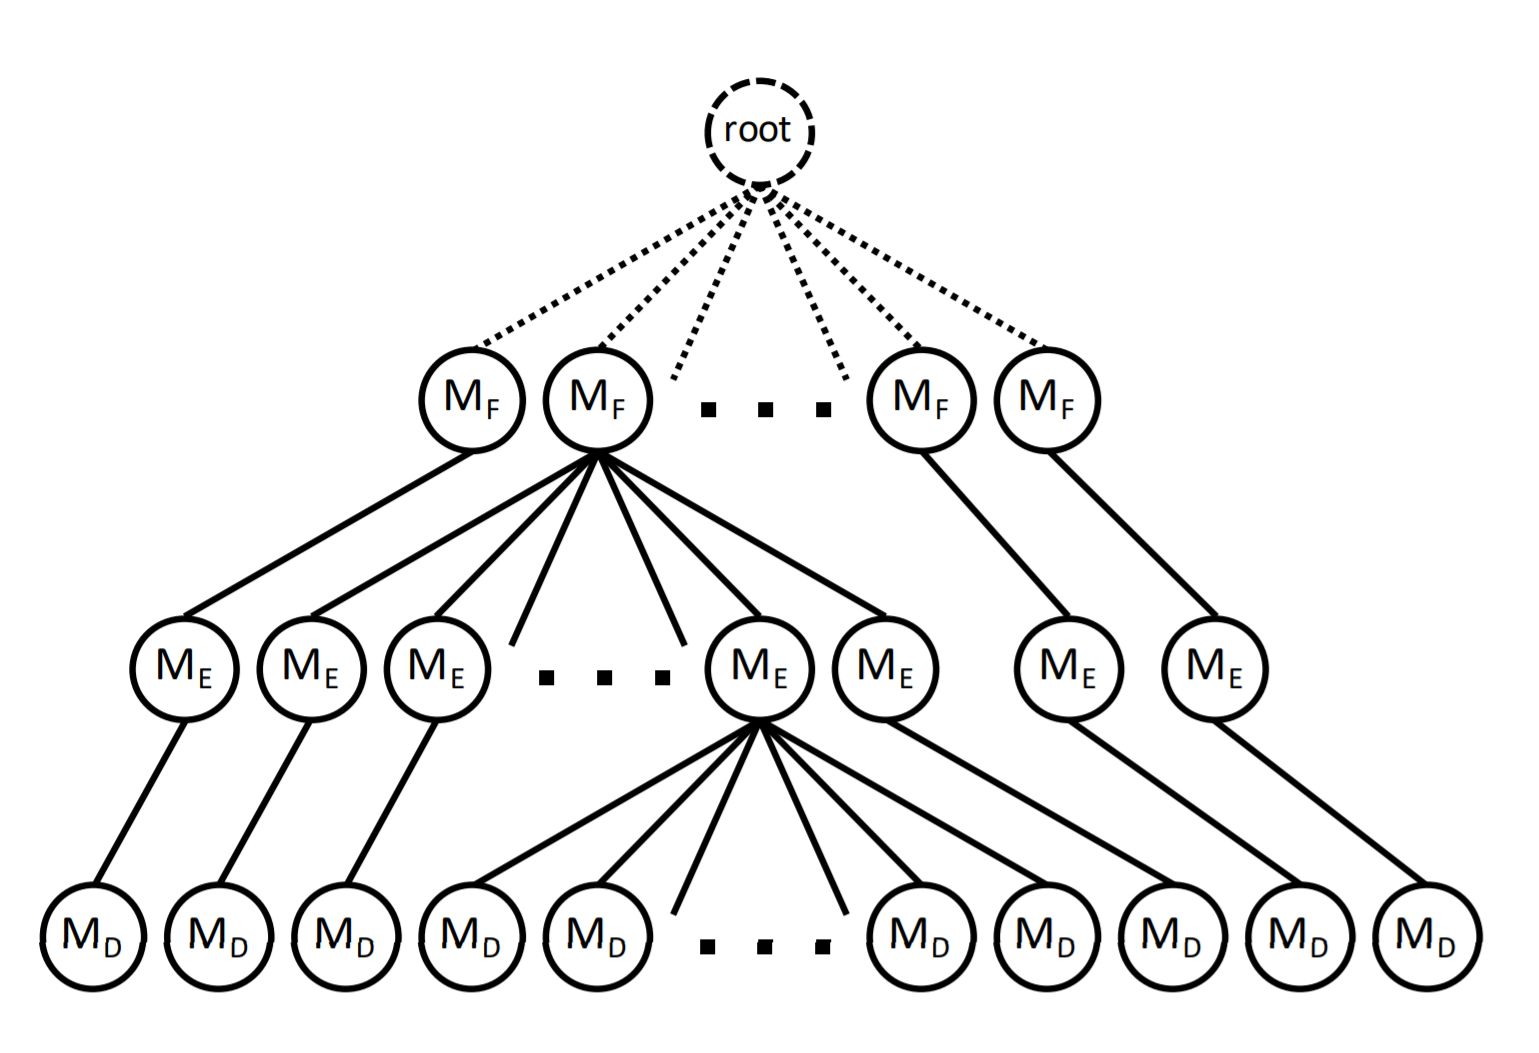 root
M_F M_F . . . M_F M_F
M_E M_E M_E . . . M_E M_E M_E M_E
M_D M_D M_D M_D M_D . . . M_D M_D M_D M_D M_D